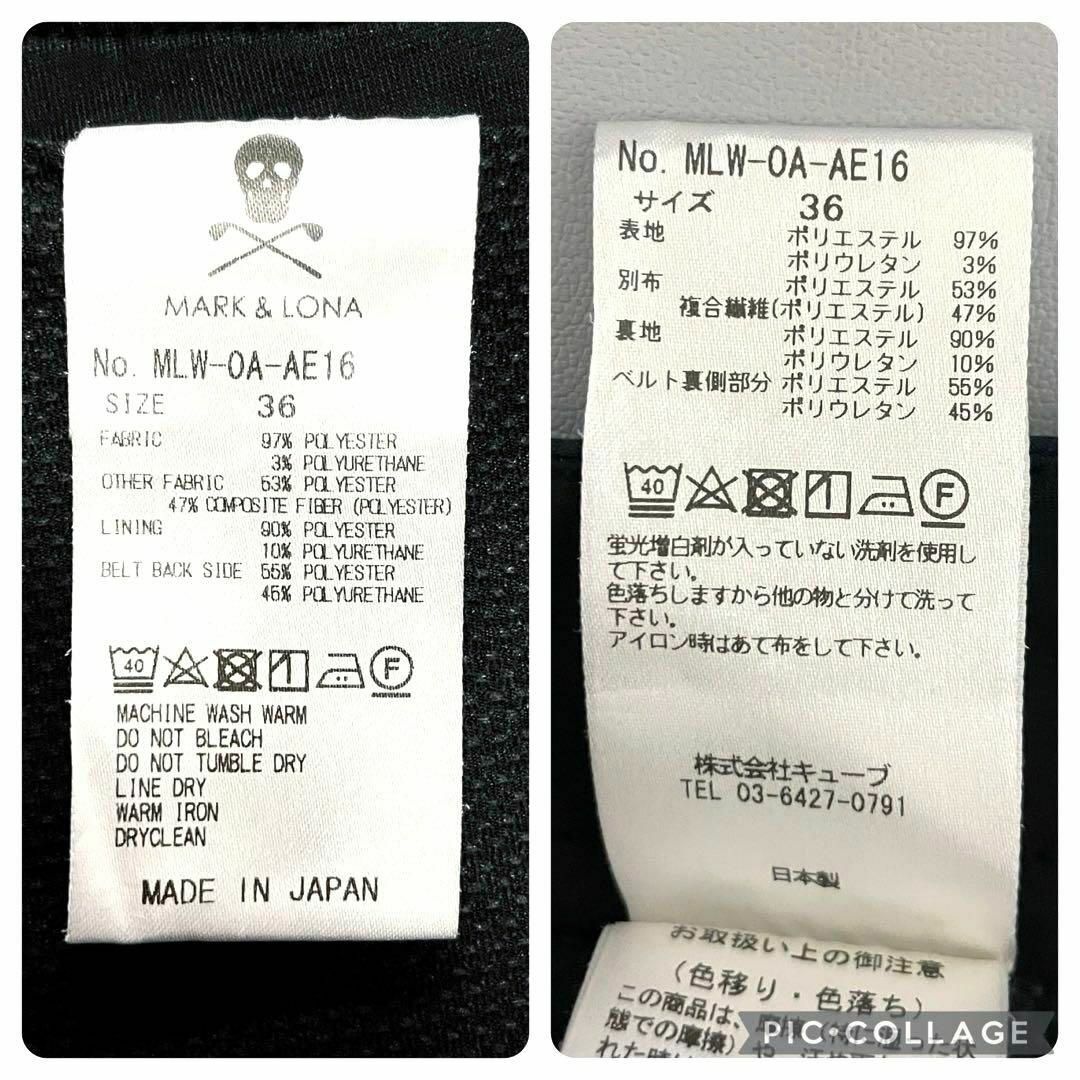 MARK & LONA
No. MLW-OA-AE16
SIZE 36
FABRIC 97% POLYESTER
3% POLYURETHANE
OTHER FABRIC 53% POLYESTER
47% COMPOSITE FIBER (POLYESTER)
LINING 90% POLYESTER
10% POLYURETHANE
BELT BACK SIDE 55% POLYESTER
45% POLYURETHANE
40 F
MACHINE WASH WARM
DO NOT BLEACH
DO NOT TUMBLE DRY
LINE DRY
WARM IRON
DRYCLEAN
MADE IN JAPAN
No. MLW-OA-AE16
サイズ 36
表地 ポリエステル 97%
ポリウレタン 3%
別布 ポリエステル 53%
複合繊維(ポリエステル) 47%
裏地 ポリエステル 90%
ポリウレタン 10%
ベルト裏側部分 ポリエステル 55%
ポリウレタン 45%
40 F
蛍光増白剤が入っていない洗剤を使用し
て下さい。
色落ちしますから他の物と分けて洗って
下さい。
アイロン時はあて布をして下さい。
株式会社キューブ
TEL 03-6427-0791
日本製
お取扱い上の御注意
(色移り・色落ち)
この商品は、
態での摩擦)
れた時
PIC•COLLAGE